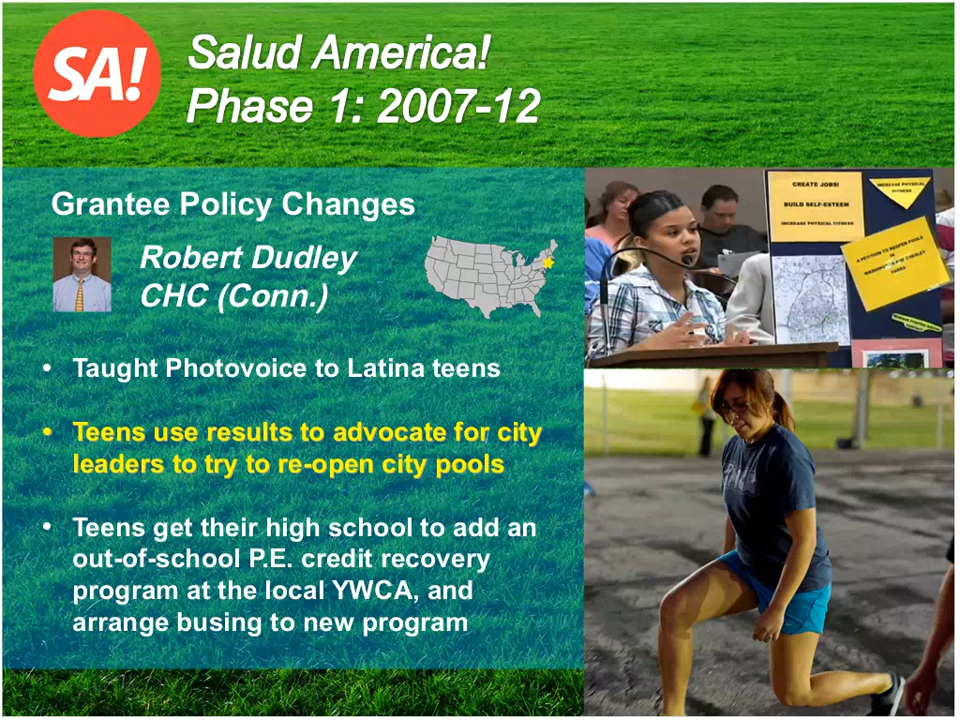 SA!
Salud America!
Phase 1: 2007-12
Grantee Policy Changes
Robert Dudley
CHC (Conn.)
• Taught Photovoice to Latina teens
• Teens use results to advocate for city
leaders to try to re-open city pools
• Teens get their high school to add an
out-of-school P.E. credit recovery
program at the local YWCA, and
arrange busing to new program
CREATE JOBS!
BUILD SELF-ESTEEM
INCREASE PHYSICAL FITNESS
INCREASE PHYSICAL
FITNESS
A PETITION TO REOPEN POOLS
IN
PARKS